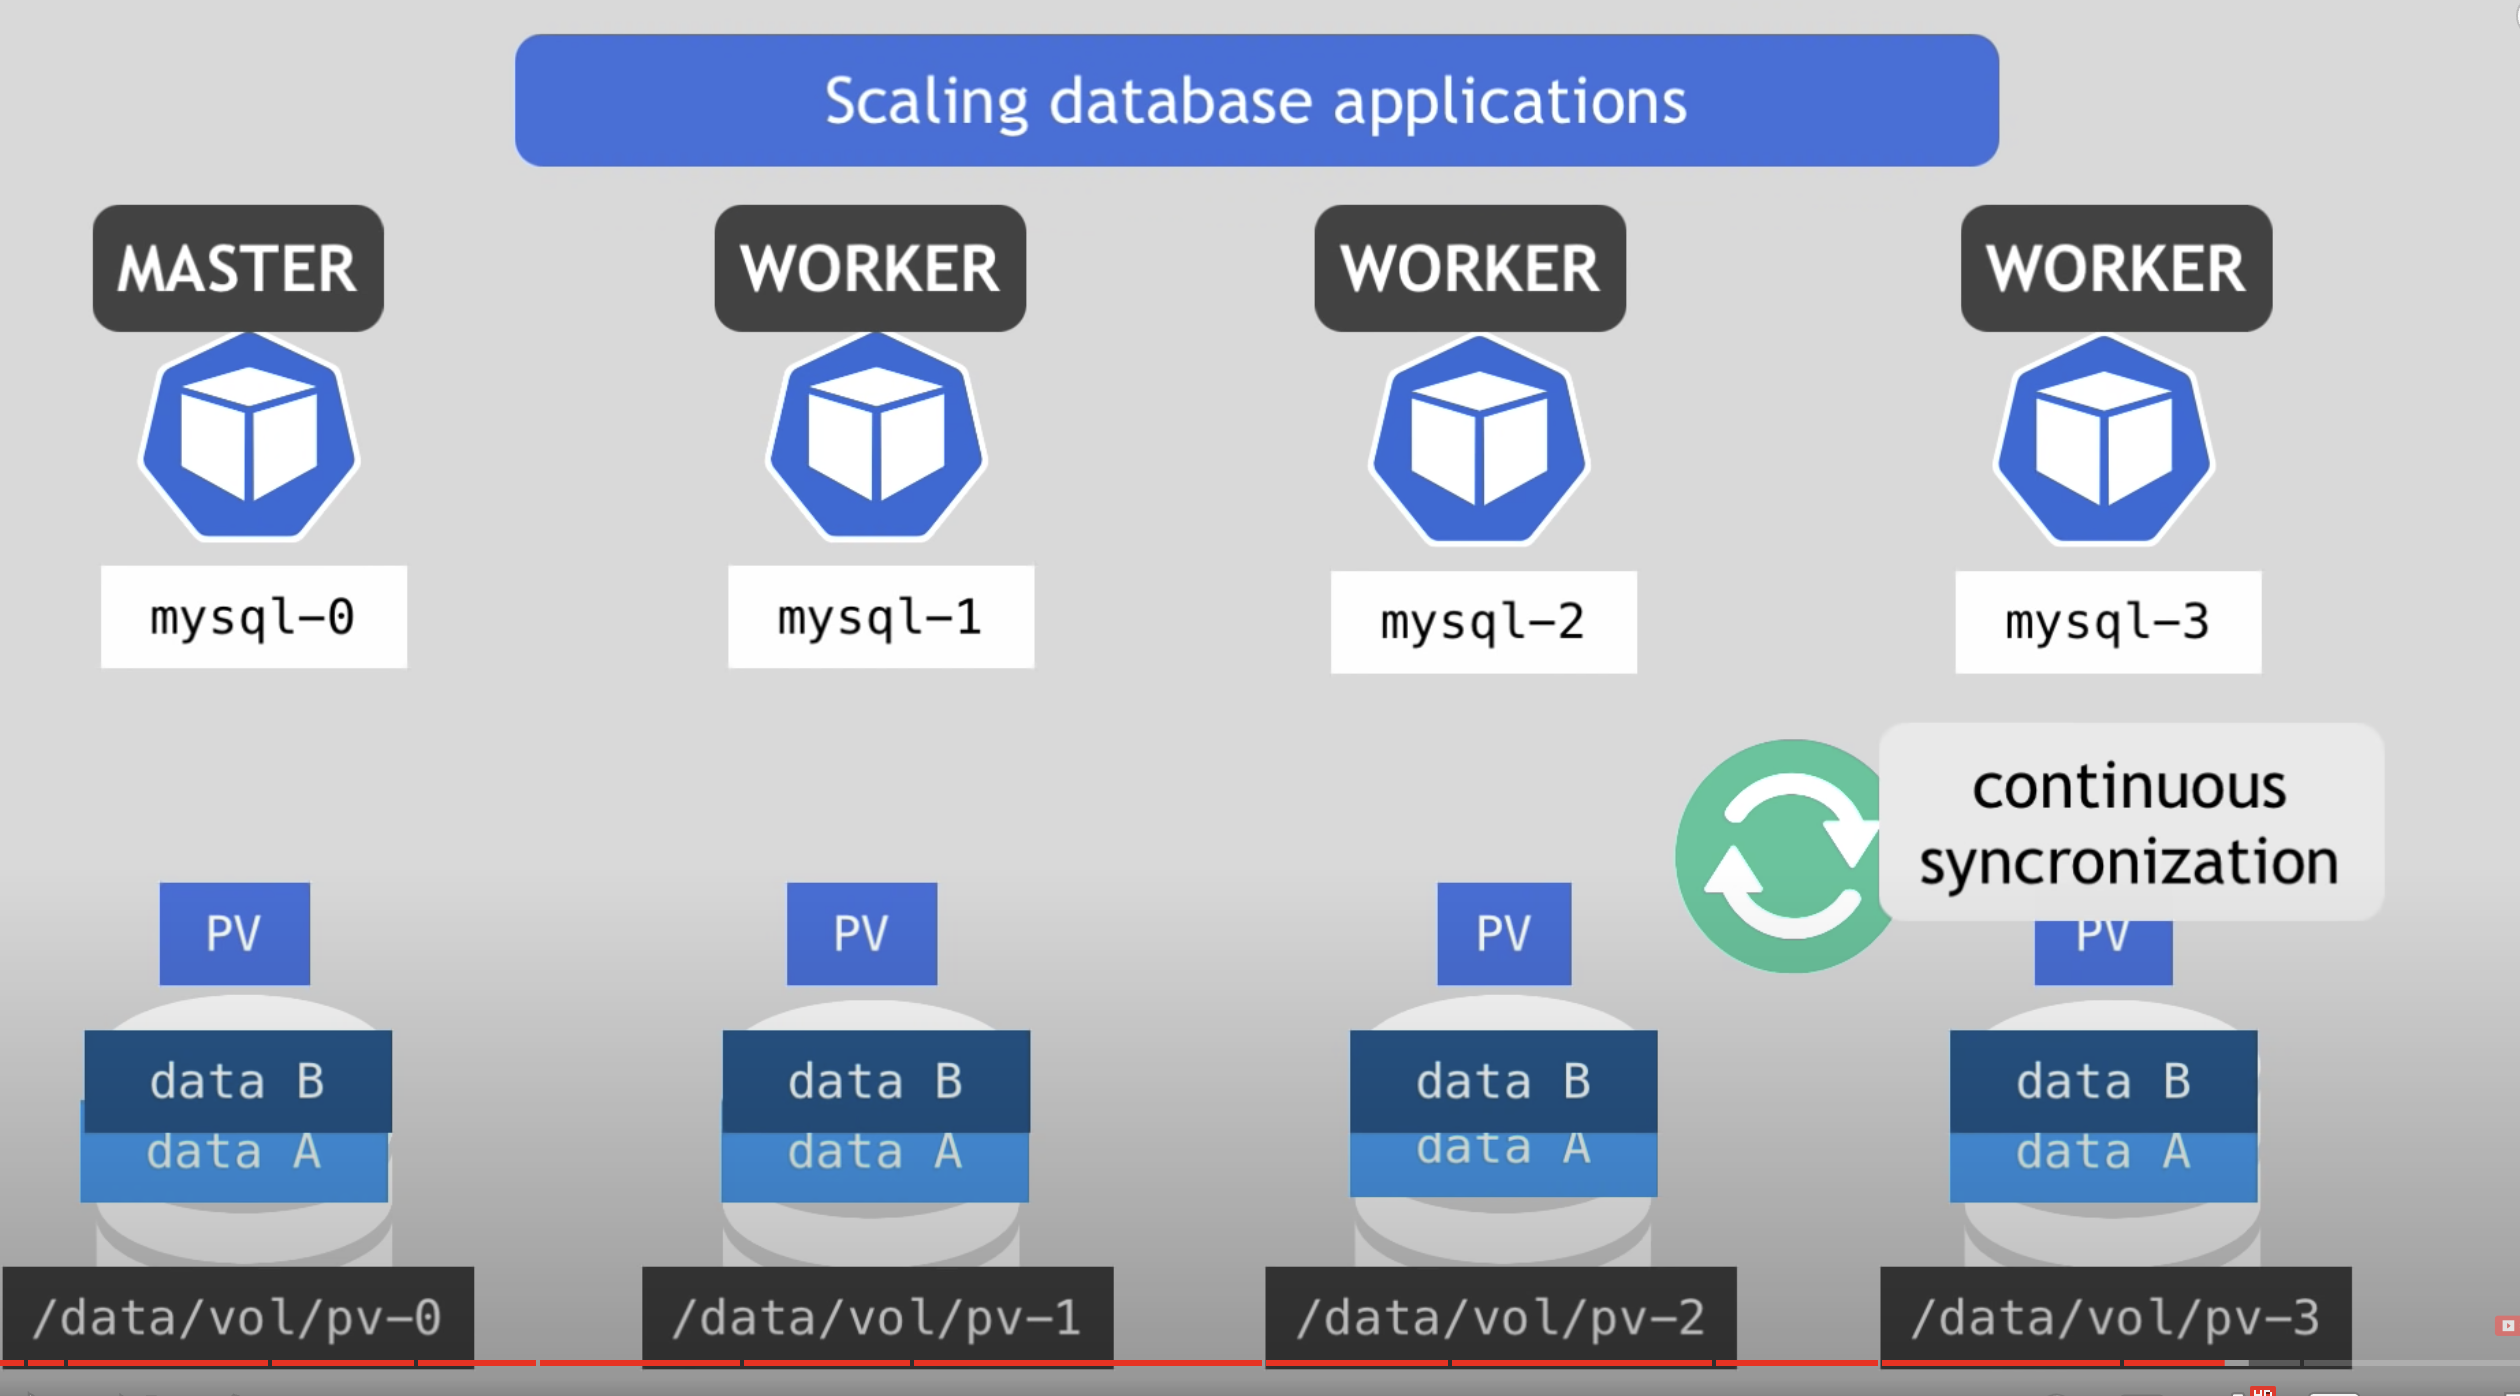 Scaling database applications
MASTER
WORKER
WORKER
WORKER
mysql-0
mysql-1
mysql-2
mysql-3
continuous
syncronization
PV
PV
PV
PV
data B
data B
data B
data B
data A
data A
data A
data A
/data/vol/pv-0
/data/vol/pv-1
/data/vol/pv-2
/data/vol/pv-3
HD